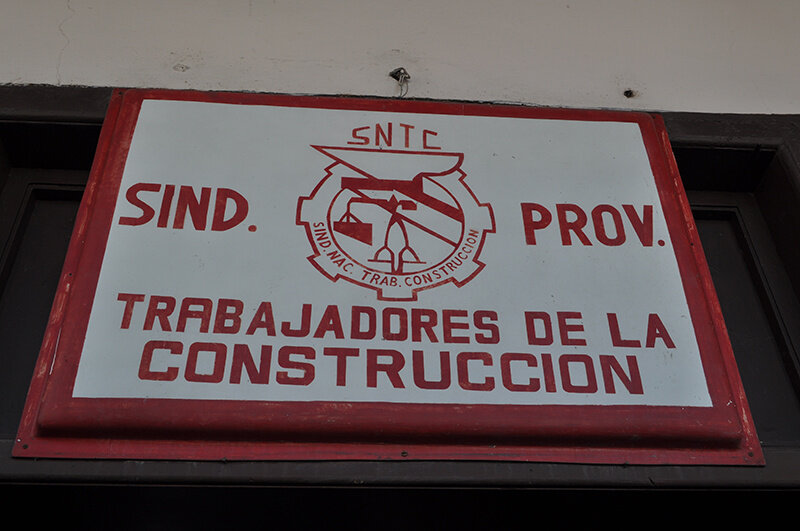 SNTC
SIND. PROV.
SIND. NAC. TRAB. CONSTRUCCION
TRABAJADORES DE LA
CONSTRUCCION